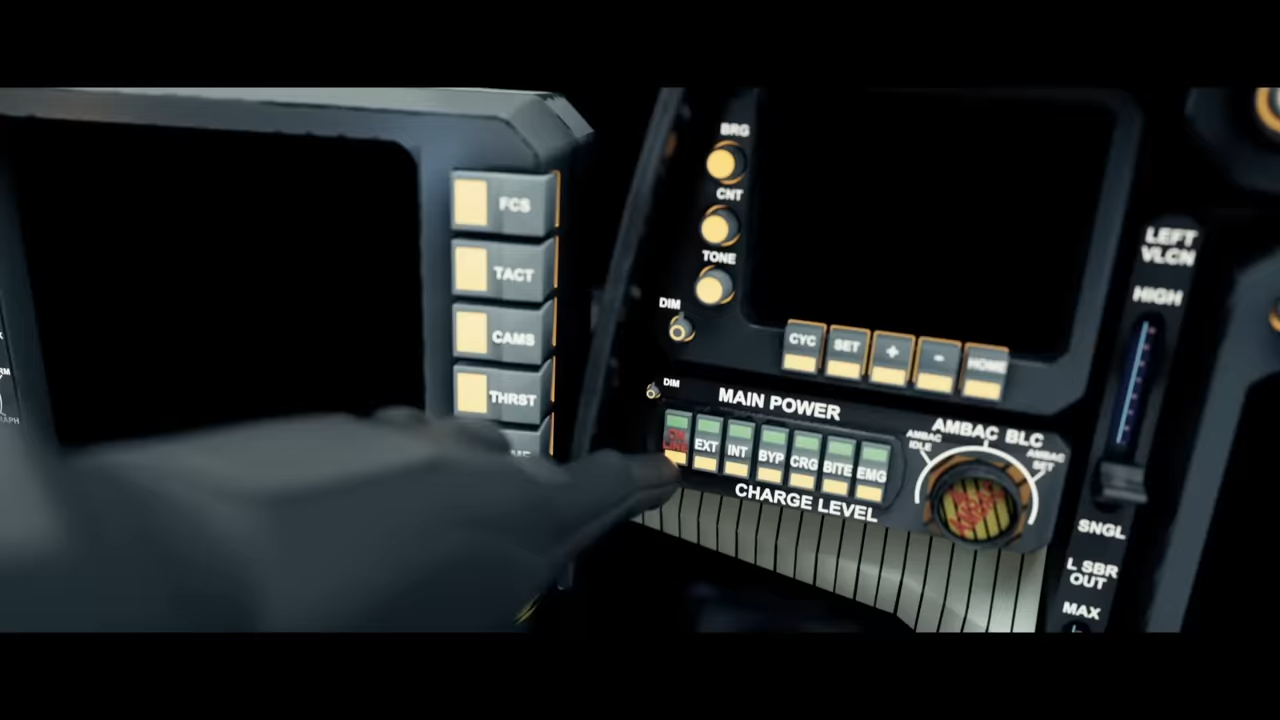 FCS
TACT
CAMS
THRST
BRG
CNT
TONE
DIM
CYC
SET
+
-
HOME
DIM
MAIN POWER
EXT
INT
BYP
CRG
BITE
EMG
CHARGE LEVEL
AMBAC BLC
AMBAC
IDLE
AMBAC
SET
LEFT
VLCN
HIGH
SNGL
L SBR
OUT
MAX